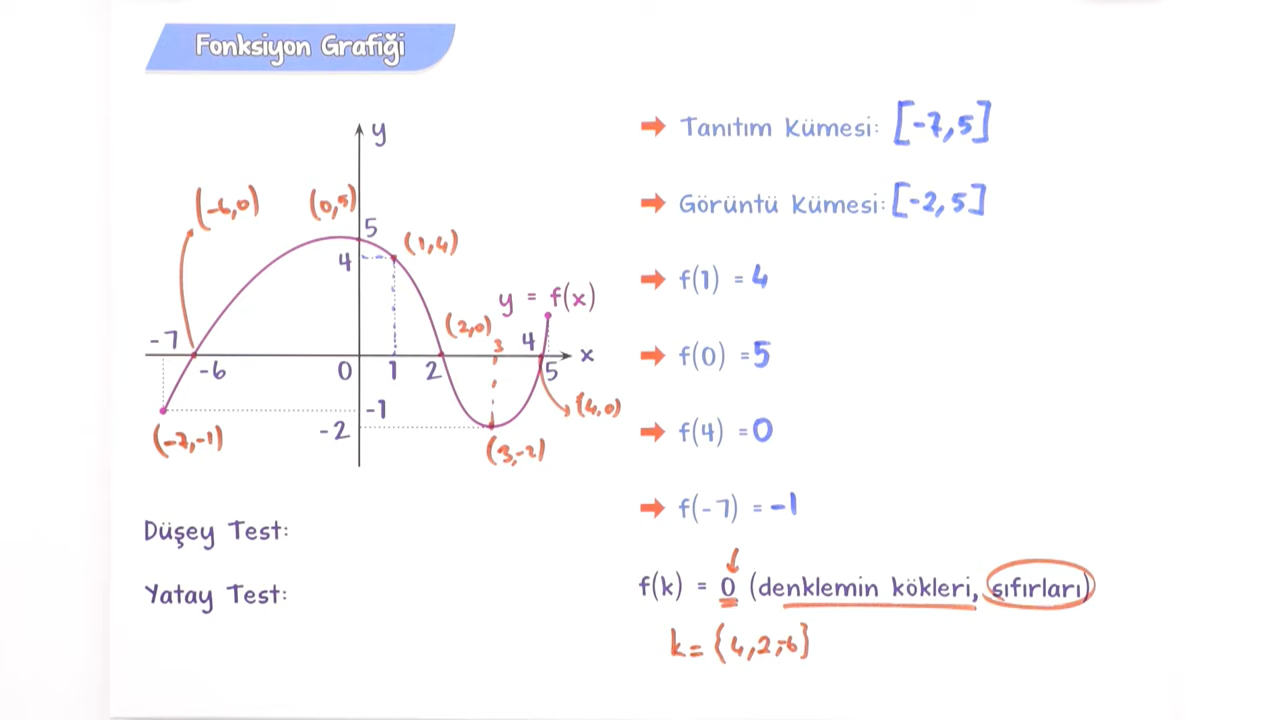 Fonksiyon Grafiği
y
(-6,0)
(0,5)
5
(1,4)
4
y = f(x)
(2,0)
3
4
-7
x
-6
0
1
2
5
-1
(4,0)
-2
(-7,-1)
(3,-2)
Düşey Test:
Yatay Test:
Tanıtım Kümesi: [-7,5]
Görüntü Kümesi: [-2,5]
f(1) = 4
f(0) = 5
f(4) = 0
f(-7) = -1
f(k) = 0 (denklemin kökleri, sıfırları)
k = {4,2,-6}